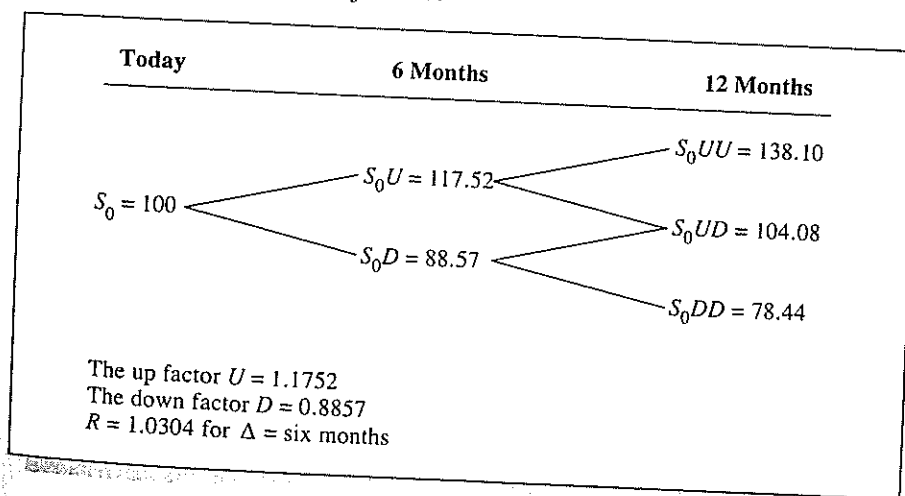 Today 6 Months 12 Months
S₀UU = 138.10
S₀U = 117.52
S₀ = 100
S₀UD = 104.08
S₀D = 88.57
S₀DD = 78.44
The up factor U = 1.1752
The down factor D = 0.8857
R = 1.0304 for Δ = six months